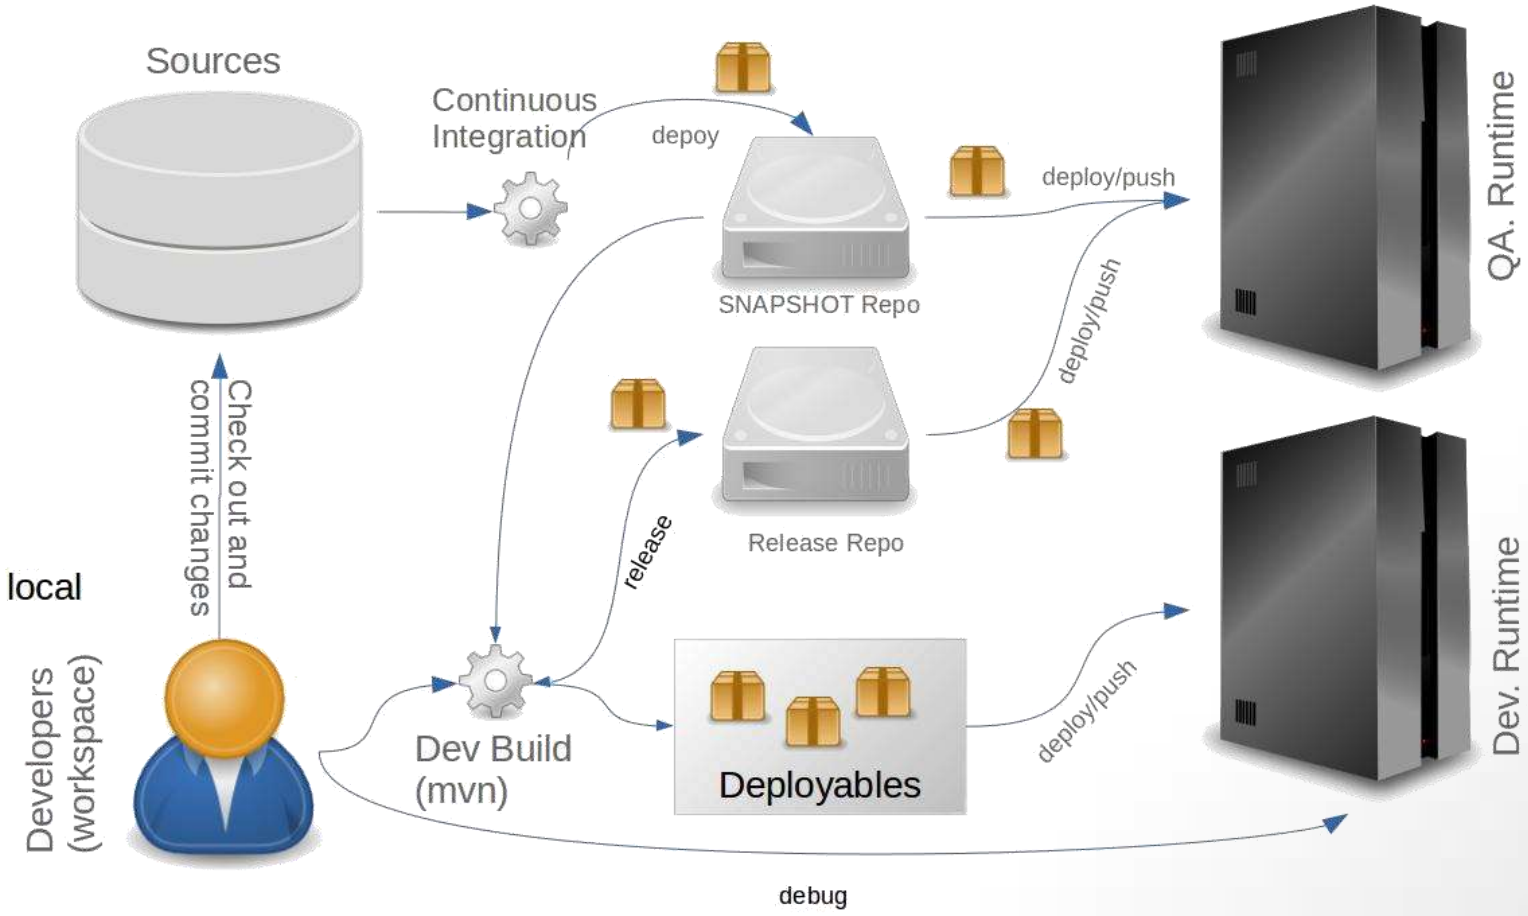 Sources
Continuous
Integration
depoy
deploy/push
QA. Runtime
SNAPSHOT Repo
deploy/push
Check out and
commit changes
release
Release Repo
local
Developers
(workspace)
Dev Build
(mvn)
Deployables
deploy/push
Dev. Runtime
debug